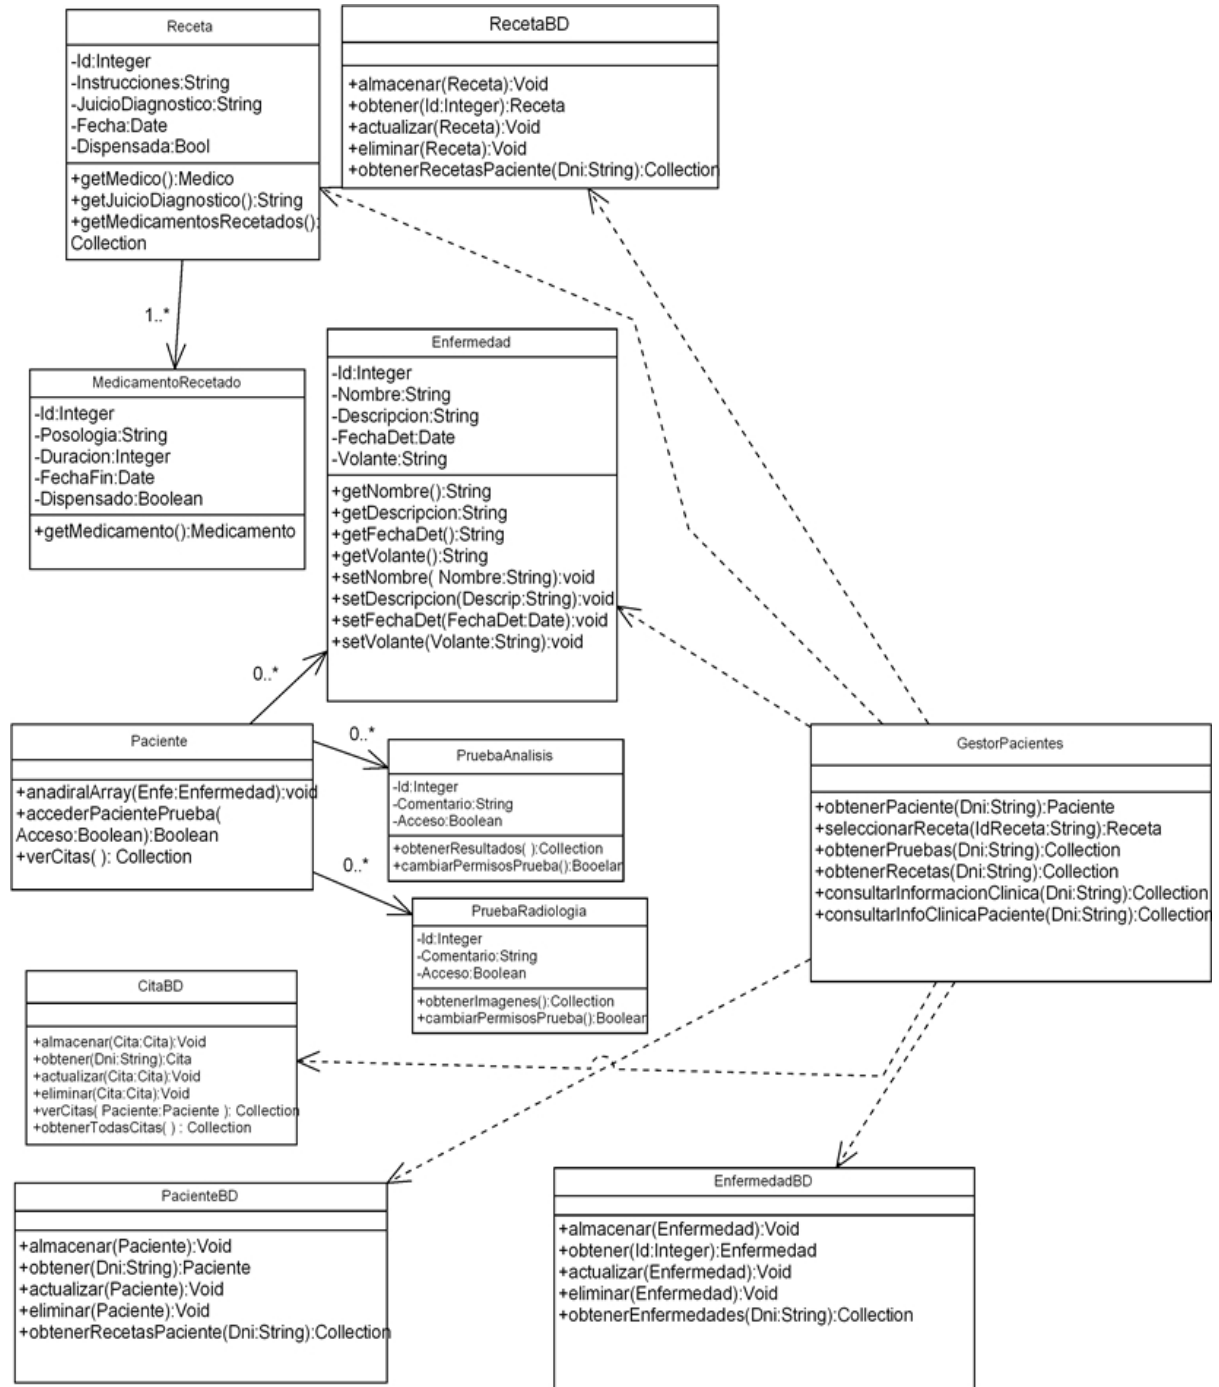 Receta
-Id:Integer
-Instrucciones:String
-JuicioDiagnostico:String
-Fecha:Date
-Dispensada:Bool
+getMedico():Medico
+getJuicioDiagnostico():String
+getMedicamentosRecetados():
Collection
RecetaBD
+almacenar(Receta):Void
+obtener(Id:Integer):Receta
+actualizar(Receta):Void
+eliminar(Receta):Void
+obtenerRecetasPaciente(Dni:String):Collection
1..*
MedicamentoRecetado
-Id:Integer
-Posologia:String
-Duracion:Integer
-FechaFin:Date
-Dispensado:Boolean
+getMedicamento():Medicamento
Enfermedad
-Id:Integer
-Nombre:String
-Descripcion:String
-FechaDet:Date
-Volante:String
+getNombre():String
+getDescripcion:String
+getFechaDet():String
+getVolante():String
+setNombre( Nombre:String):void
+setDescripcion(Descrip:String):void
+setFechaDet(FechaDet:Date):void
+setVolante(Volante:String):void
0..*
Paciente
+anadiralArray(Enfe:Enfermedad):void
+accederPacientePrueba(
Acceso:Boolean):Boolean
+verCitas( ): Collection
0..*
PruebaAnalisis
-Id:Integer
-Comentario:String
-Acceso:Boolean
+obtenerResultados( ):Collection
+cambiarPermisosPrueba():Booelar
0..*
PruebaRadiologia
-Id:Integer
-Comentario:String
-Acceso:Boolean
+obtenerImagenes():Collection
+cambiarPermisosPrueba():Boolean
GestorPacientes
+obtenerPaciente(Dni:String):Paciente
+seleccionarReceta(IdReceta:String):Receta
+obtenerPruebas(Dni:String):Collection
+obtenerRecetas(Dni:String):Collection
+consultarInformacionClinica(Dni:String):Collection
+consultarInfoClinicaPaciente(Dni:String):Collection
CitaBD
+almacenar(Cita:Cita):Void
+obtener(Dni:String):Cita
+actualizar(Cita:Cita):Void
+eliminar(Cita:Cita):Void
+verCitas( Paciente:Paciente ): Collection
+obtenerTodasCitas( ) : Collection
PacienteBD
+almacenar(Paciente):Void
+obtener(Dni:String):Paciente
+actualizar(Paciente):Void
+eliminar(Paciente):Void
+obtenerRecetasPaciente(Dni:String):Collection
EnfermedadBD
+almacenar(Enfermedad):Void
+obtener(Id:Integer):Enfermedad
+actualizar(Enfermedad):Void
+eliminar(Enfermedad):Void
+obtenerEnfermedades(Dni:String):Collection